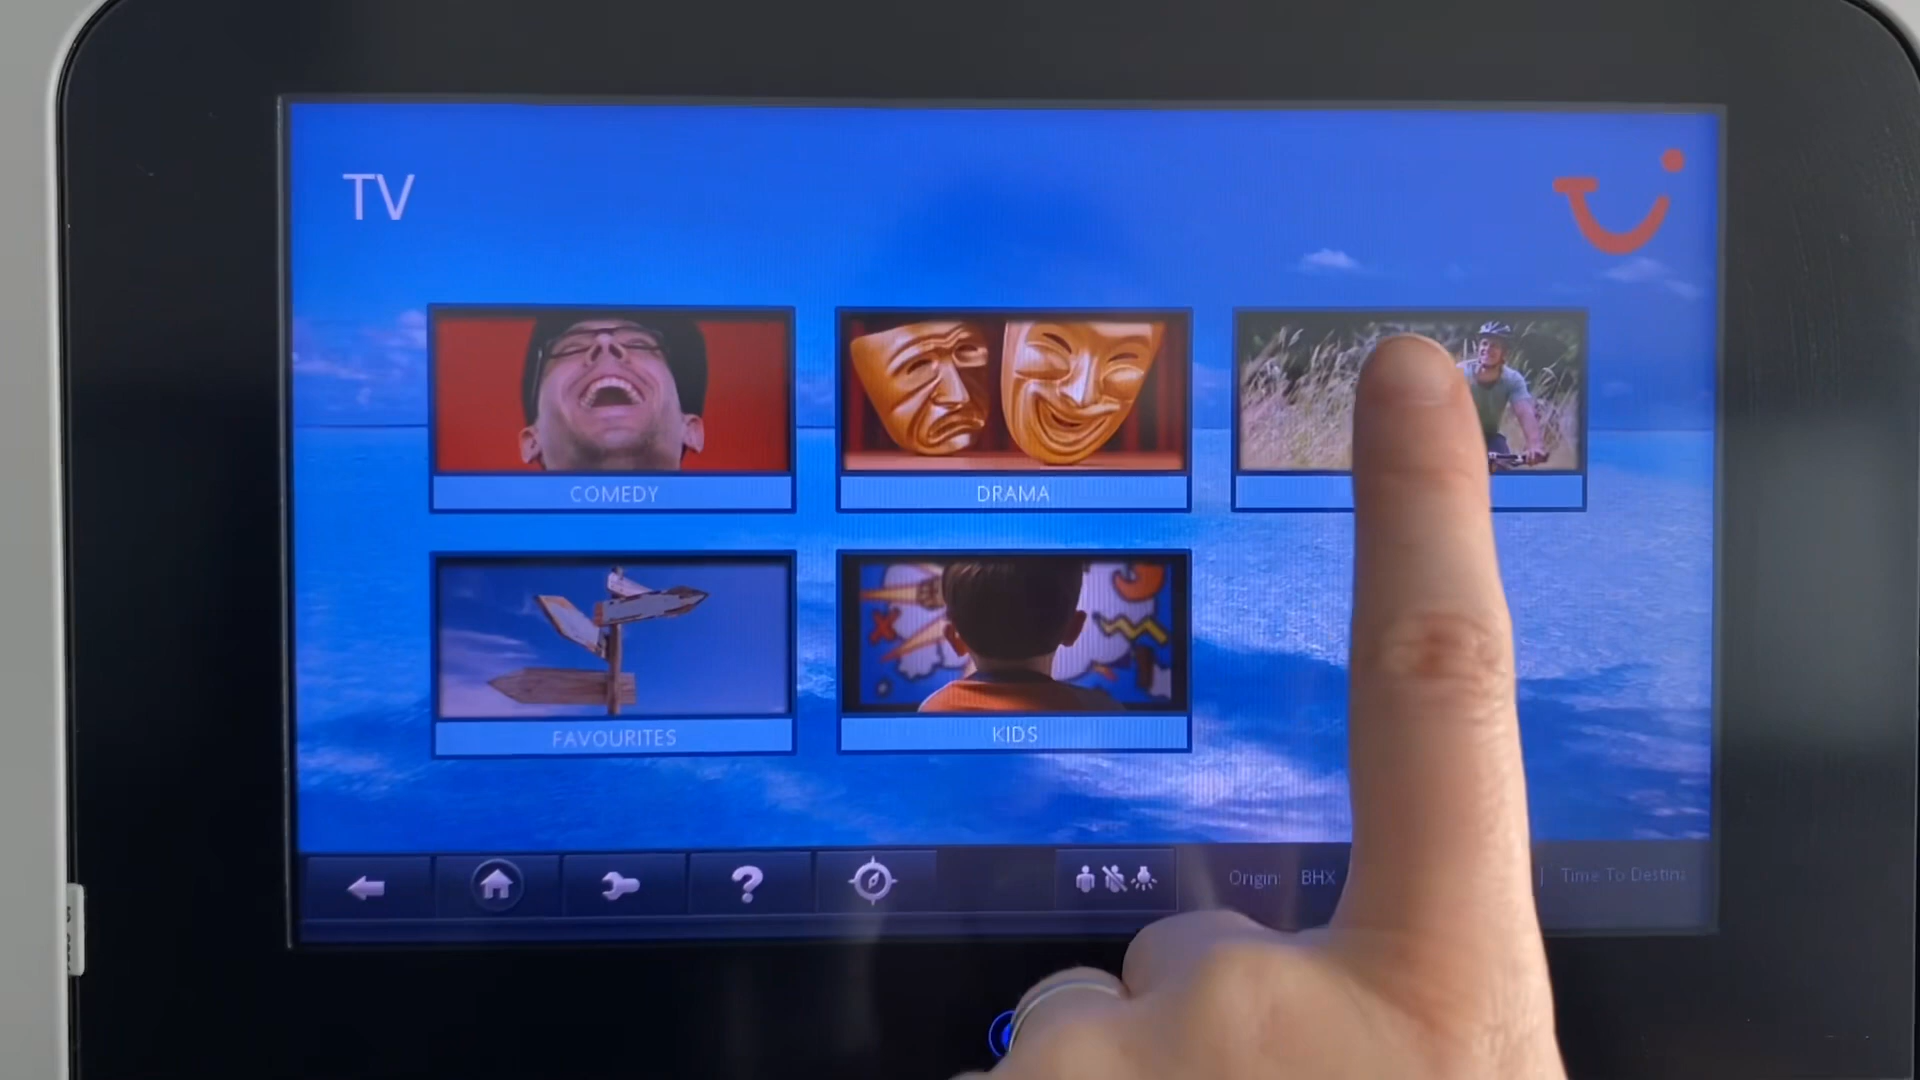 TV
COMEDY
DRAMA
FAVOURITES
KIDS
Origin: BHX | Time To Destin